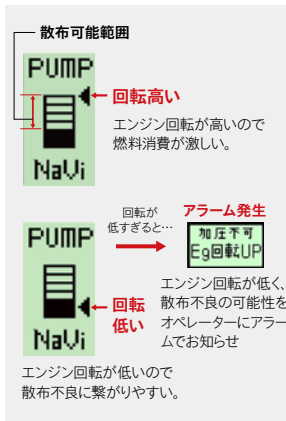 散布可能範囲
PUMP
NaVi
回転高い
エンジン回転が高いので
燃料消費が激しい。
回転が
低すぎると…
アラーム発生
PUMP
NaVi
加圧不可
Eg回転UP
回転
低い
エンジン回転が低く、
散布不良の可能性を
オペレーターにアラー
ムでお知らせ
エンジン回転が低いので
散布不良に繋がりやすい。